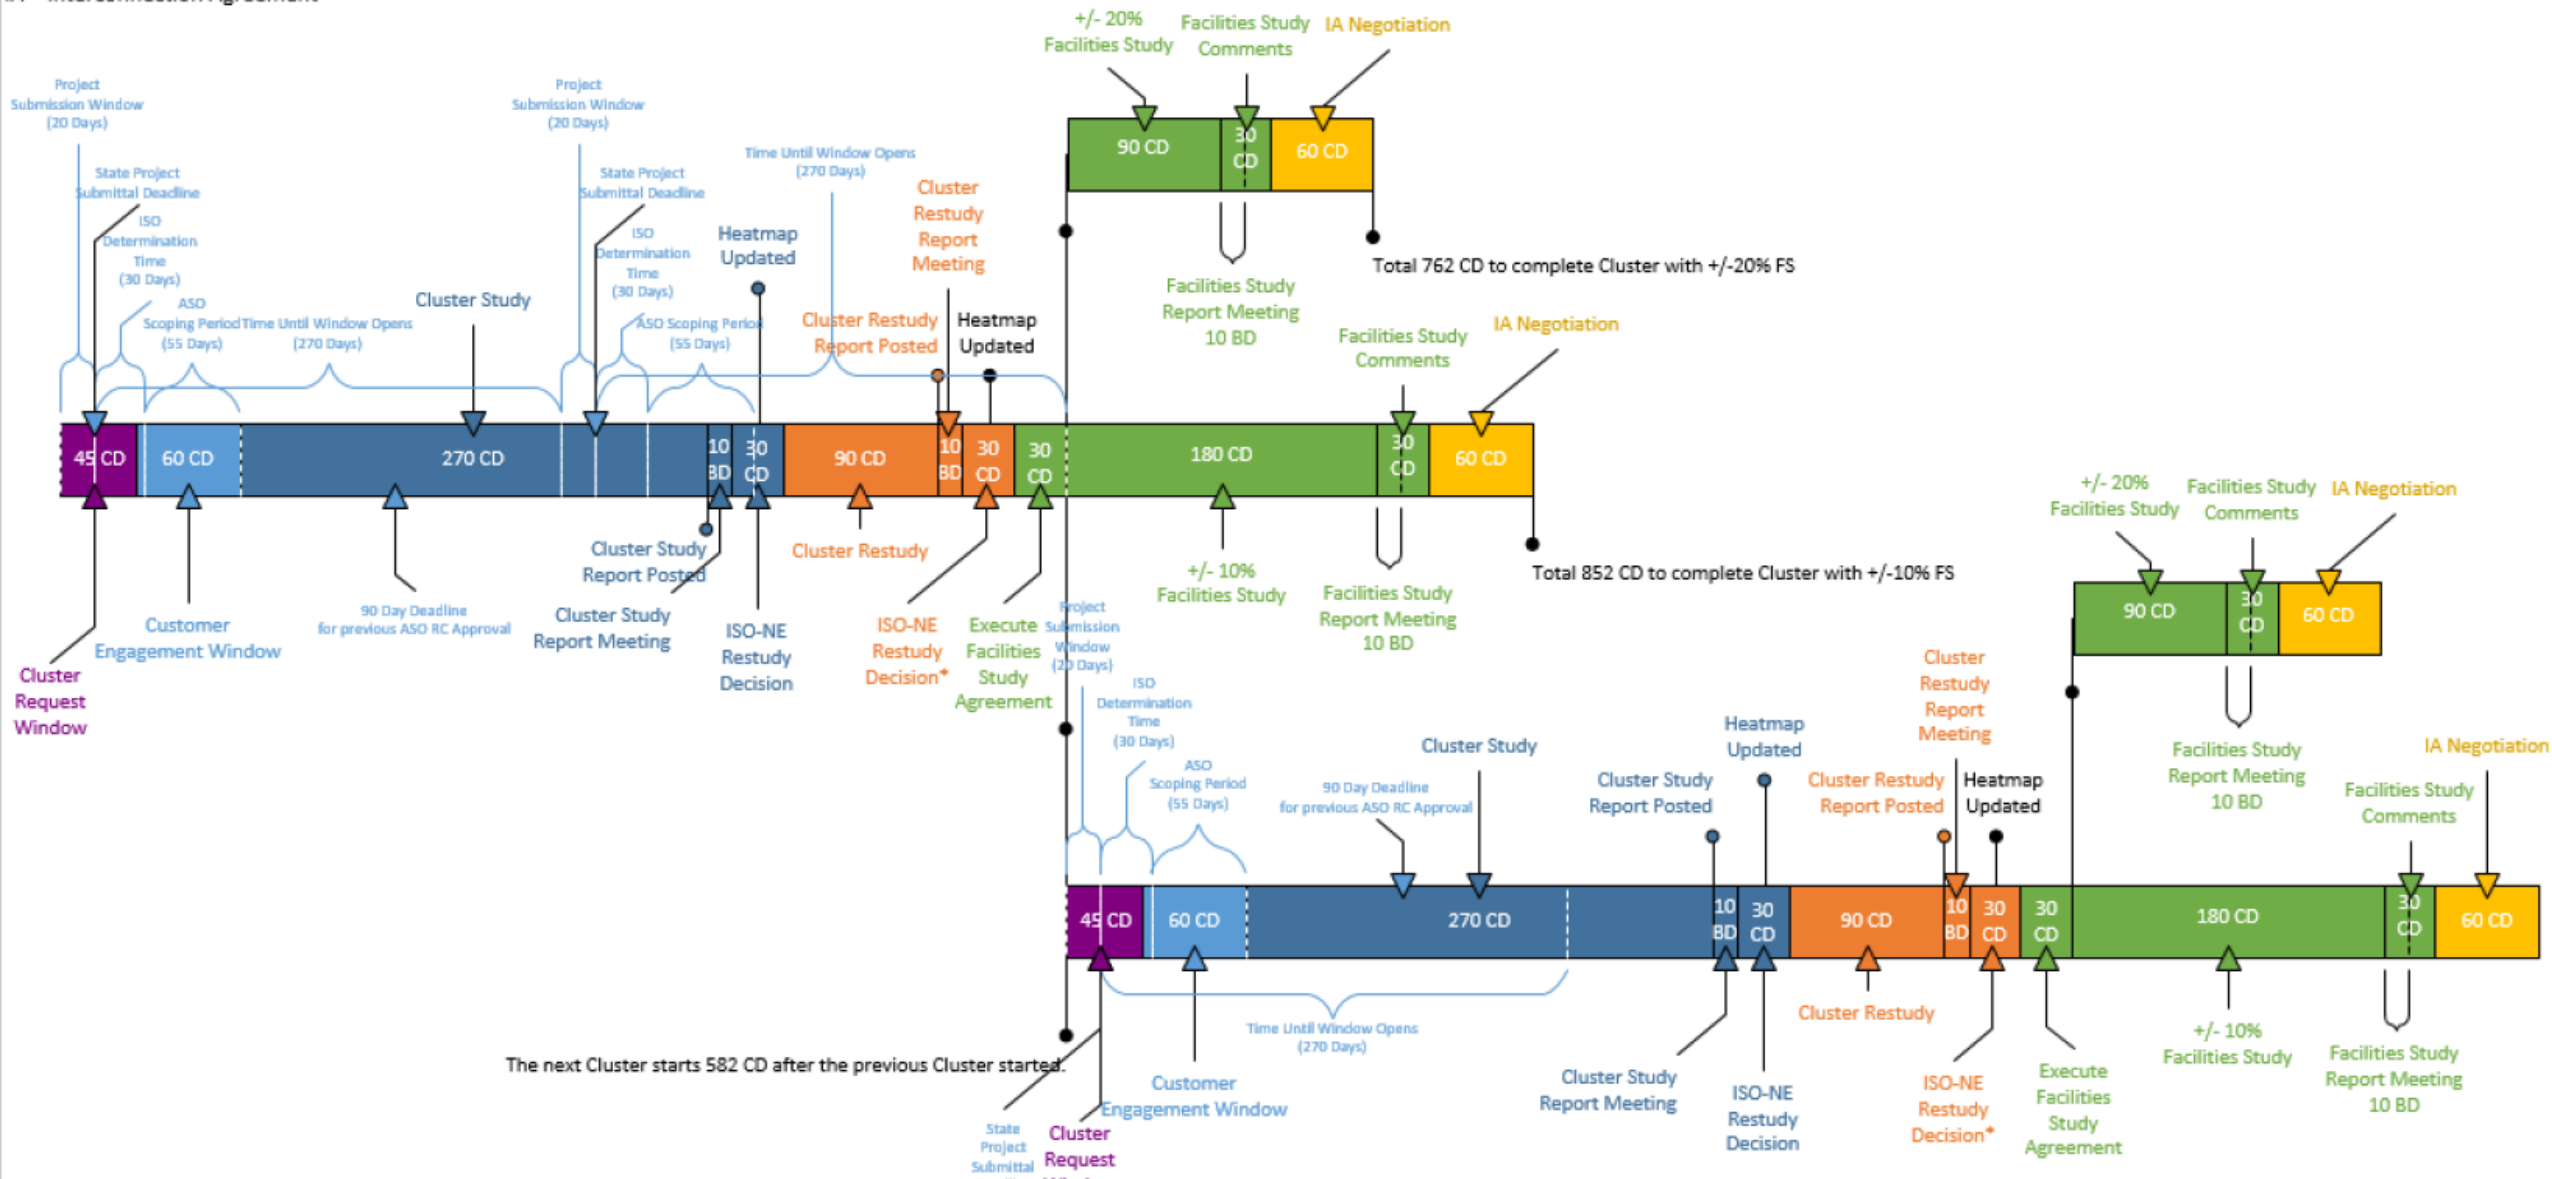 Interconnection Agreement
+/- 20%
Facilities Study
Facilities Study
Comments
IA Negotiation
90 CD
30
CD
60 CD
Facilities Study
Report Meeting
10 BD
Total 762 CD to complete Cluster with +/-20% FS
Project
Submission Window
(20 Days)
State Project
Submittal Deadline
ISO
Determination
Time
(30 Days)
ASO
Scoping Period
(55 Days)
Time Until Window Opens
(270 Days)
Cluster Study
Project
Submission Window
(20 Days)
State Project
Submittal Deadline
ISO
Determination
Time
(30 Days)
ASO Scoping Period
(55 Days)
Heatmap
Updated
Time Until Window Opens
(270 Days)
Cluster Restudy
Report Posted
Cluster
Restudy
Report
Meeting
Heatmap
Updated
Facilities Study
Comments
IA Negotiation
45 CD
60 CD
270 CD
10
BD
30
CD
90 CD
10
BD
30
CD
30
CD
180 CD
30
CD
60 CD
Cluster
Request
Window
Customer
Engagement Window
90 Day Deadline
for previous ASO RC Approval
Cluster Study
Report Posted
Cluster Study
Report Meeting
ISO-NE
Restudy
Decision
Cluster Restudy
ISO-NE
Restudy
Decision*
Execute
Facilities
Study
Agreement
+/- 10%
Facilities Study
Facilities Study
Report Meeting
10 BD
Total 852 CD to complete Cluster with +/-10% FS
+/- 20%
Facilities Study
Facilities Study
Comments
IA Negotiation
90 CD
30
CD
60 CD
Facilities Study
Report Meeting
10 BD
Project
Submission
Window
(20 Days)
ISO
Determination
Time
(30 Days)
ASO
Scoping Period
(55 Days)
90 Day Deadline
for previous ASO RC Approval
Cluster Study
Cluster Study
Report Posted
Heatmap
Updated
Cluster Restudy
Report Posted
Cluster
Restudy
Report
Meeting
Heatmap
Updated
Facilities Study
Comments
IA Negotiation
45 CD
60 CD
270 CD
10
BD
30
CD
90 CD
10
BD
30
CD
30
CD
180 CD
30
CD
60 CD
The next Cluster starts 582 CD after the previous Cluster started.
State
Project
Submittal
Cluster
Request
Customer
Engagement Window
Time Until Window Opens
(270 Days)
Cluster Study
Report Meeting
ISO-NE
Restudy
Decision
Cluster Restudy
ISO-NE
Restudy
Decision*
Execute
Facilities
Study
Agreement
+/- 10%
Facilities Study
Facilities Study
Report Meeting
10 BD